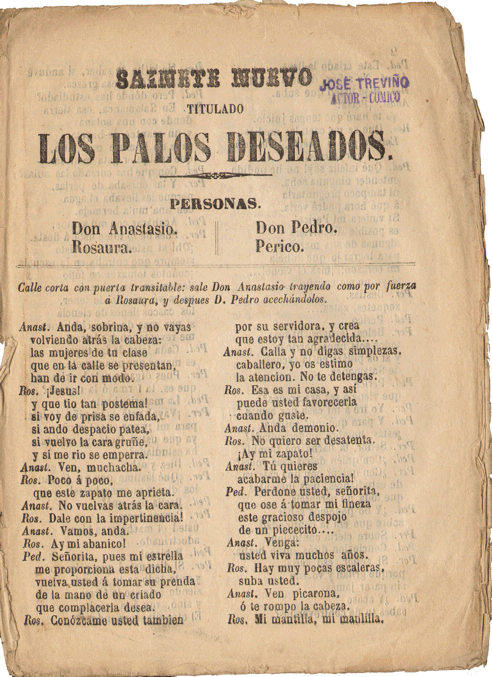 SAINETE NUEVO
JOSÉ TREVIÑO
ACTOR - CÓMICO
TITULADO
LOS PALOS DESEADOS.
PERSONAS.
Don Anastasio.
Rosaura.
Don Pedro.
Perico.
Calle corta con puerta transitable: sale Don Anastasio trayendo como por fuerza
á Rosaura, y despues D. Pedro acechándolos.
Anast. Anda, sobrina, y no vayas
volviendo atrás la cabeza:
las mujeres de tu clase
que en la calle se presentan,
han de ir con modo.
Ros. ¡Jesus!
y que tio tan postema!
si voy de prisa se enfada,
si ando despacio patea,
si vuelvo la cara gruñe,
y si me rio se emperra.
Anast. Ven, muchacha.
Ros. Poco á poco,
que este zapato me aprieta.
Anast. No vuelvas atrás la cara.
Ros. Dale con la impertinencia!
Anast. Vamos, anda.
Ros. Ay mi abanico!
Ped. Señorita, pues mi estrella
me proporciona esta dicha,
vuelva usted á tomar su prenda
de la mano de un criado
que complacerla desea.
Ros. Conózcame usted tambien
por su servidora, y crea
que estoy tan agradecida....
Anast. Calla y no digas simplezas,
caballero, yo os estimo
la atencion. No te detengas.
Ros. Esa es mi casa, y así
puede usted favorecerla
cuando guste.
Anast. Anda demonio.
Ros. No quiero ser desatenta.
¡Ay mi zapato!
Anast. Tú quieres
acabarme la paciencia!
Ped. Perdone usted, señorita,
que ose á tomar mi fineza
este gracioso despojo
de un piececito....
Anast. Venga:
usted viva muchos años.
Ros. Hay muy pocas escaleras,
suba usted.
Anast. Ven picarona,
ó te rompo la cabeza.
Ros. Mi mantilla, mi mantilla.